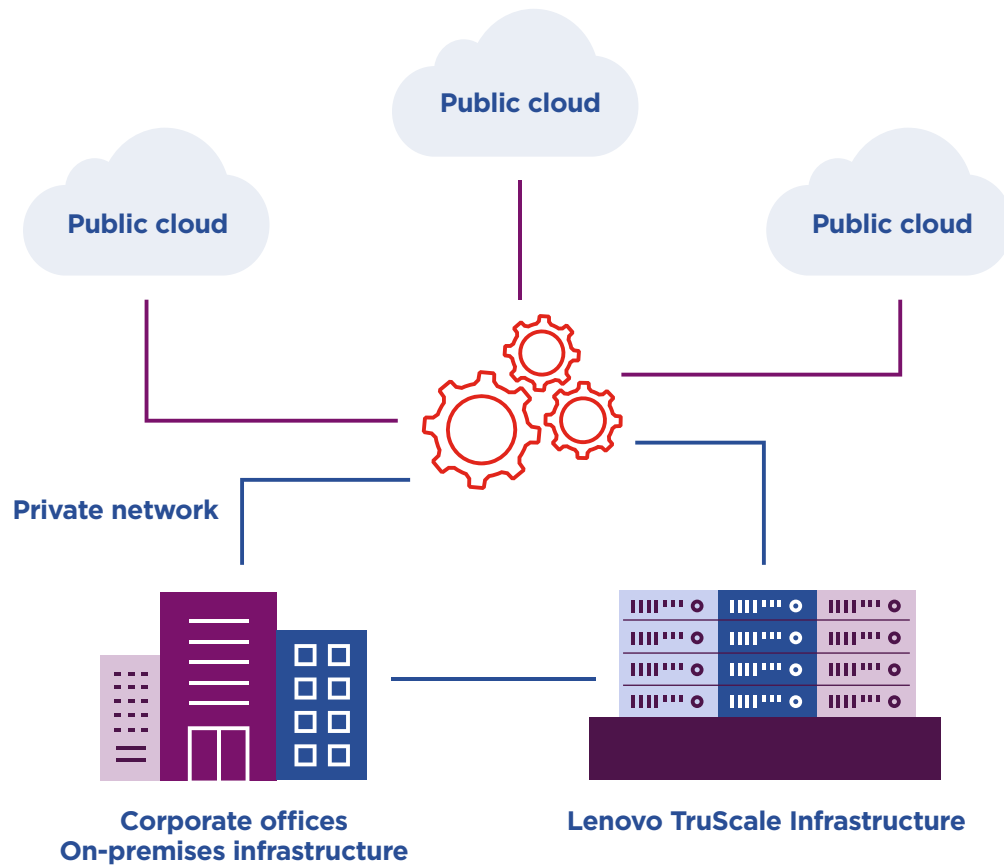 Public cloud
Public cloud
Public cloud
Private network
Corporate offices
On-premises infrastructure
Lenovo TruScale Infrastructure